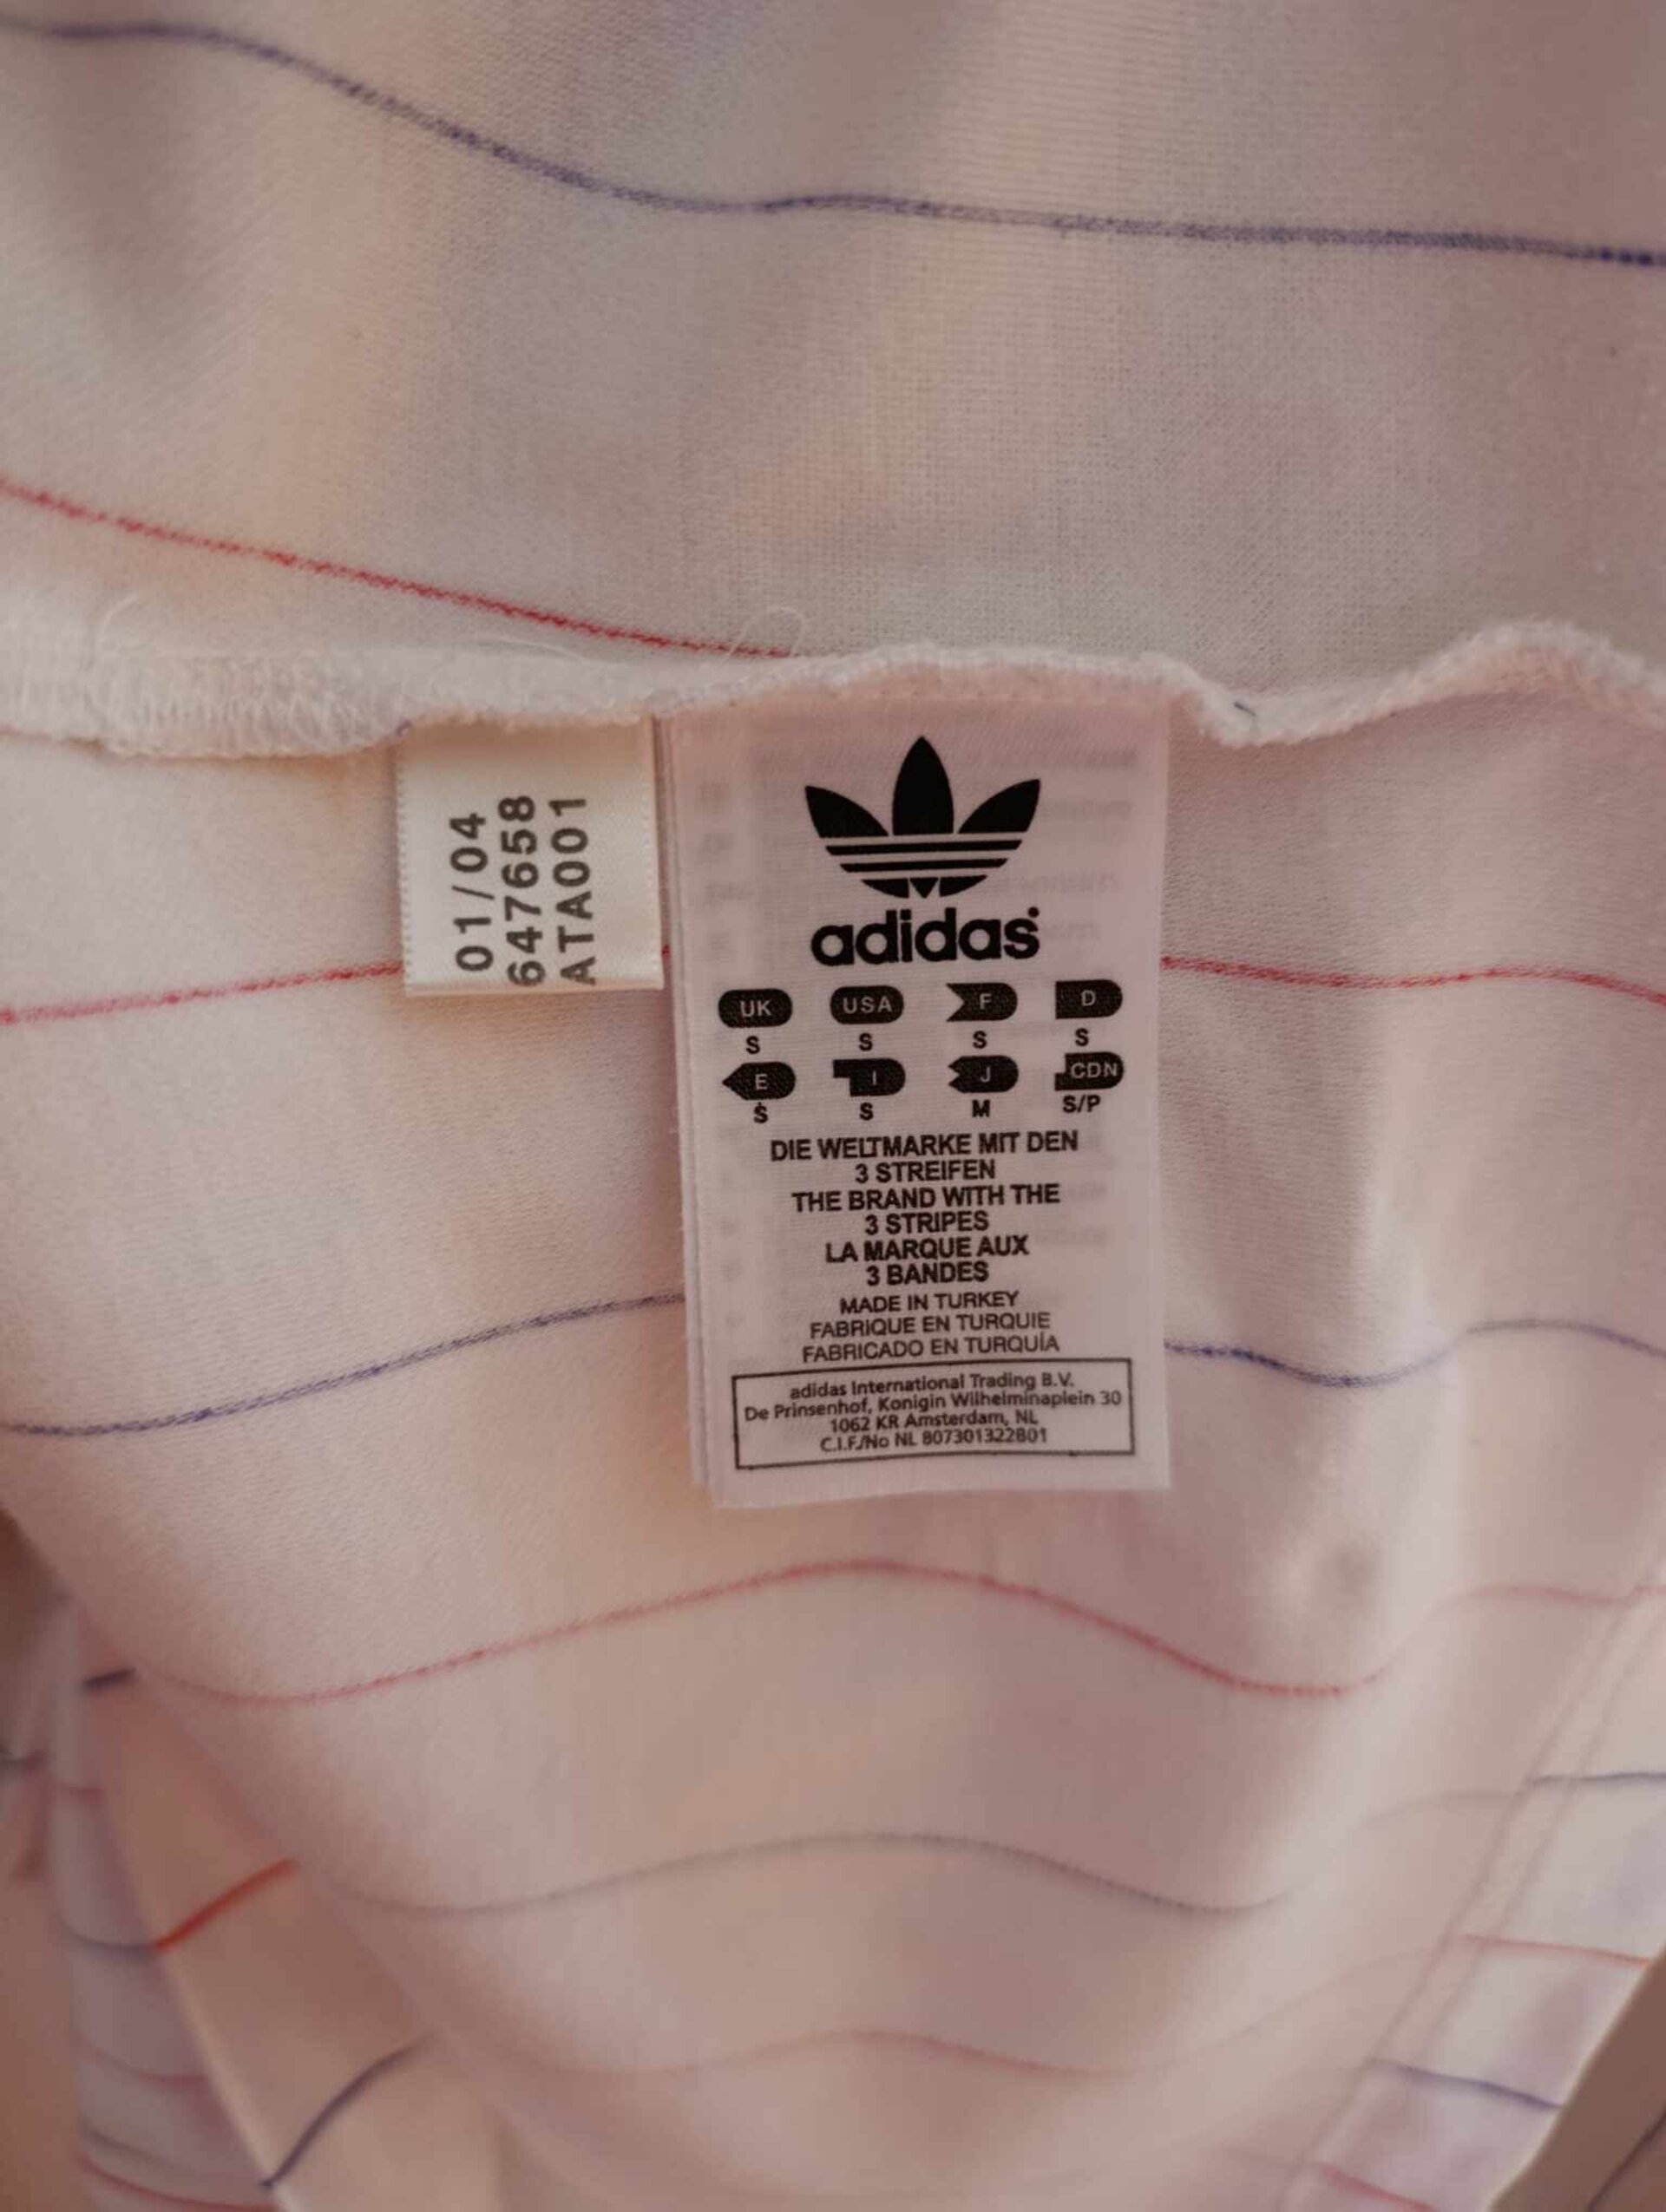 01/04
647658
ATA001
adidas
UK USA F D
S S S S
E I J CDN
S S M S/P
DIE WELTMARKE MIT DEN
3 STREIFEN
THE BRAND WITH THE
3 STRIPES
LA MARQUE AUX
3 BANDES
MADE IN TURKEY
FABRIQUE EN TURQUIE
FABRICADO EN TURQUÍA
adidas International Trading B.V.
De Prinsenhof, Konigin Wilhelminaplein 30
1062 KR Amsterdam, NL
C.I.F./No NL 807301322B01